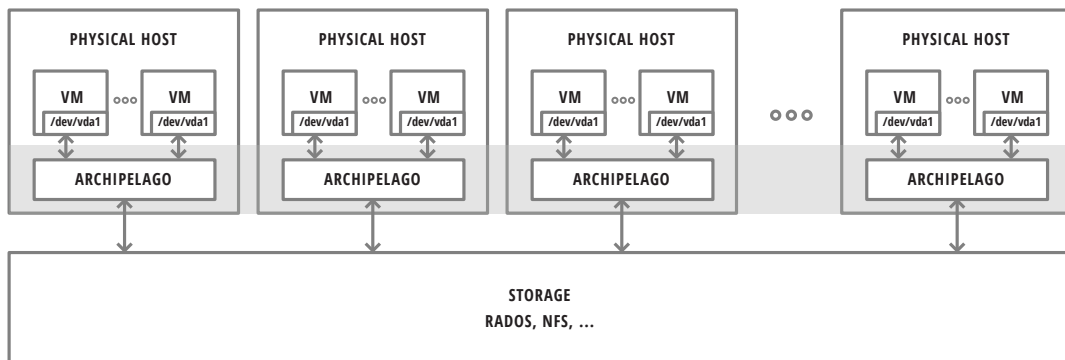 PHYSICAL HOST
VM
VM
/dev/vda1
/dev/vda1
ARCHIPELAGO
PHYSICAL HOST
VM
VM
/dev/vda1
/dev/vda1
ARCHIPELAGO
PHYSICAL HOST
VM
VM
/dev/vda1
/dev/vda1
ARCHIPELAGO
PHYSICAL HOST
VM
VM
/dev/vda1
/dev/vda1
ARCHIPELAGO
STORAGE
RADOS, NFS, ...